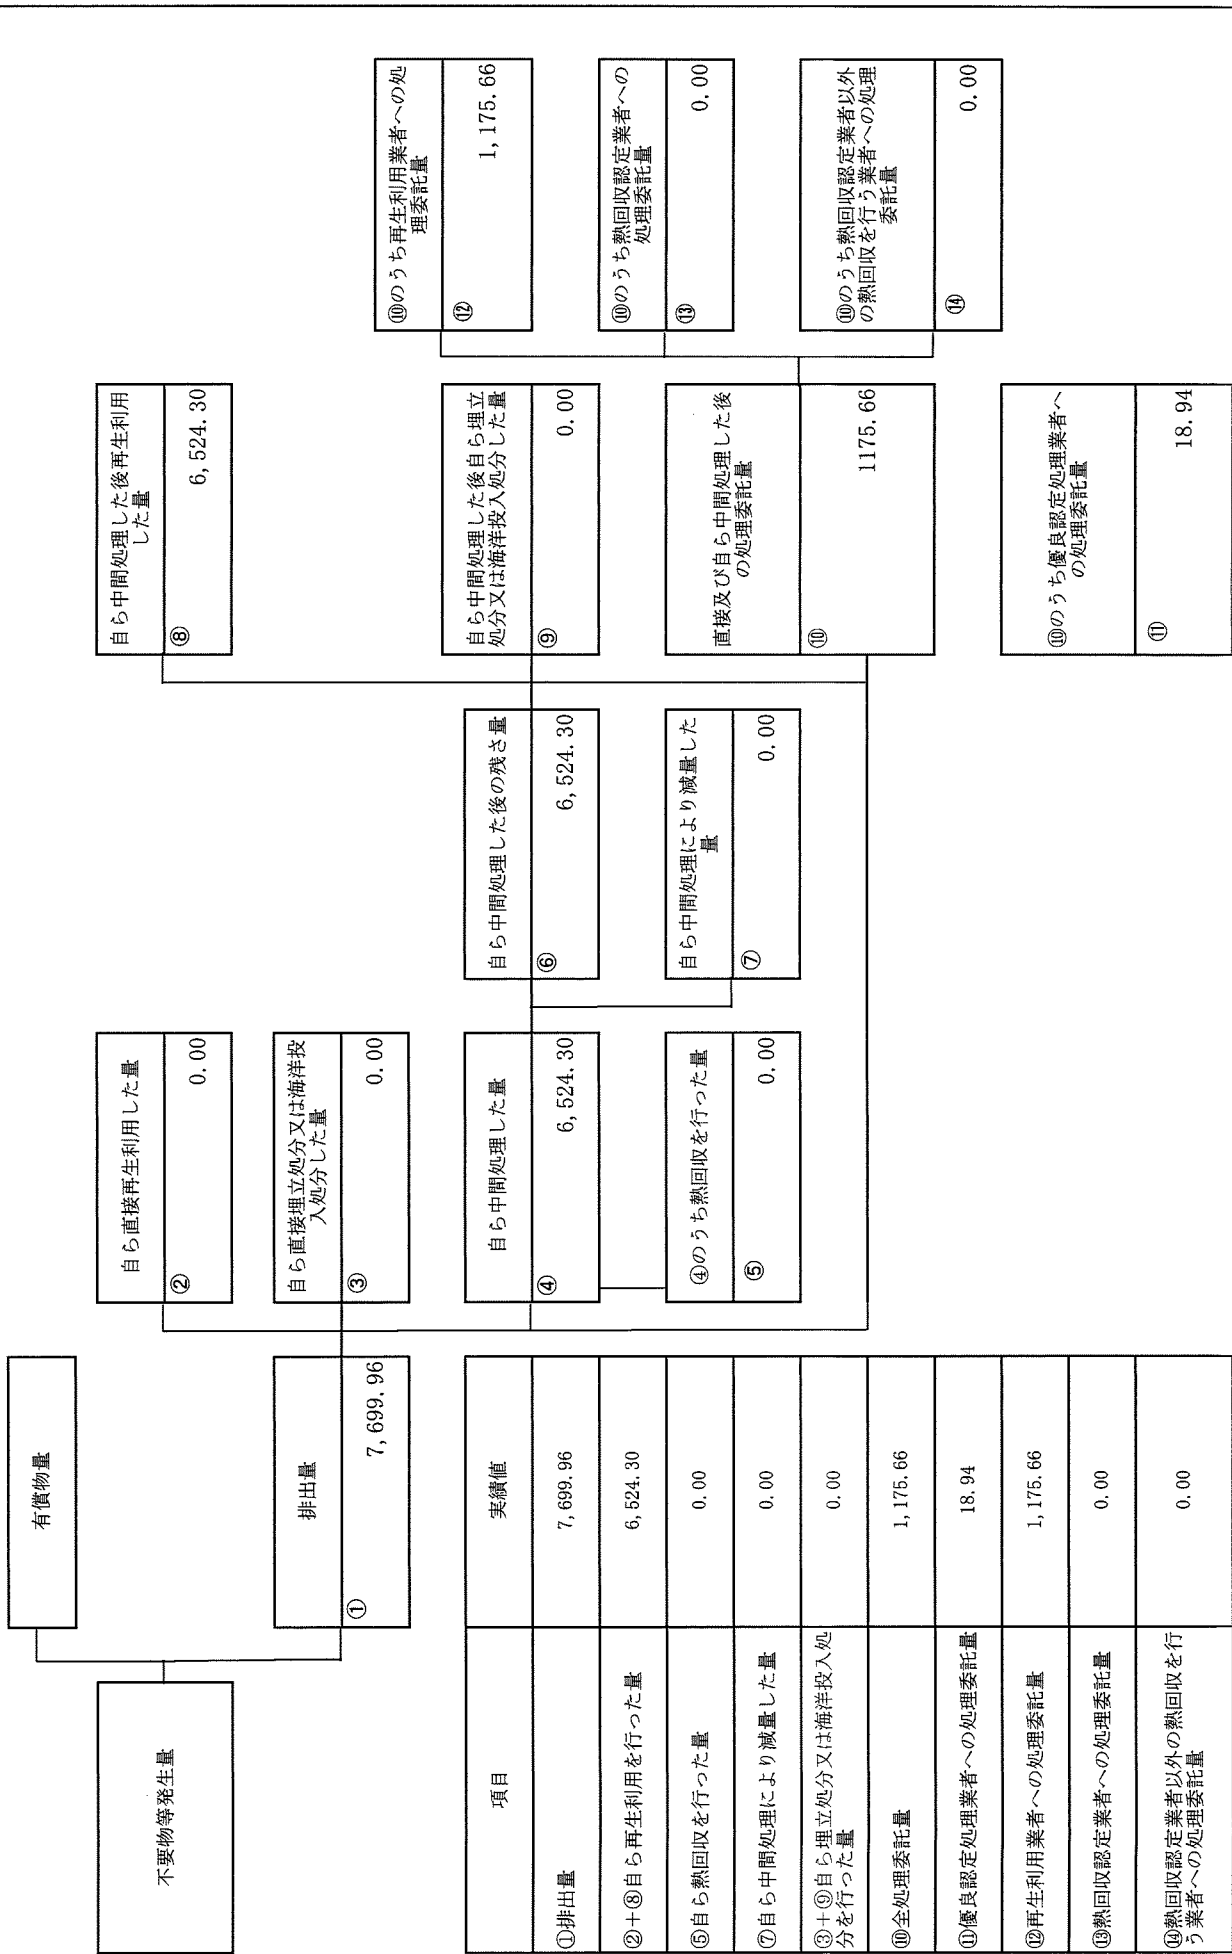 不要物等発生量
有償物量
排出量
①
7,699.96
自ら直接再生利用した量
②
0.00
自ら直接埋立処分又は海洋投
入処分した量
③
0.00
自ら中間処理した量
④
6,524.30
④のうち熱回収を行った量
⑤
0.00
自ら中間処理した後の残さ量
⑥
6,524.30
自ら中間処理により減量した
量
⑦
0.00
自ら中間処理した後再生利用
した量
⑧
6,524.30
自ら中間処理した後自ら埋立
処分又は海洋投入処分した量
⑨
0.00
直接及び自ら中間処理した後
の処理委託量
⑩
1175.66
⑩のうち優良認定処理業者へ
の処理委託量
⑪
18.94
⑩のうち再生利用業者への処
理委託量
⑫
1,175.66
⑩のうち熱回収認定業者への
処理委託量
⑬
0.00
⑩のうち熱回収認定業者以外
の熱回収を行う業者への処理
委託量
⑭
0.00
項目 実績値
①排出量 7,699.96
②+⑧自ら再生利用を行った量 6,524.30
⑤自ら熱回収を行った量 0.00
⑦自ら中間処理により減量した量 0.00
③+⑨自ら埋立処分又は海洋投入処
分を行った量 0.00
⑩全処理委託量 1,175.66
⑪優良認定処理業者への処理委託量 18.94
⑫再生利用業者への処理委託量 1,175.66
⑬熱回収認定業者への処理委託量 0.00
⑭熱回収認定業者以外の熱回収を行
う業者への処理委託量 0.00